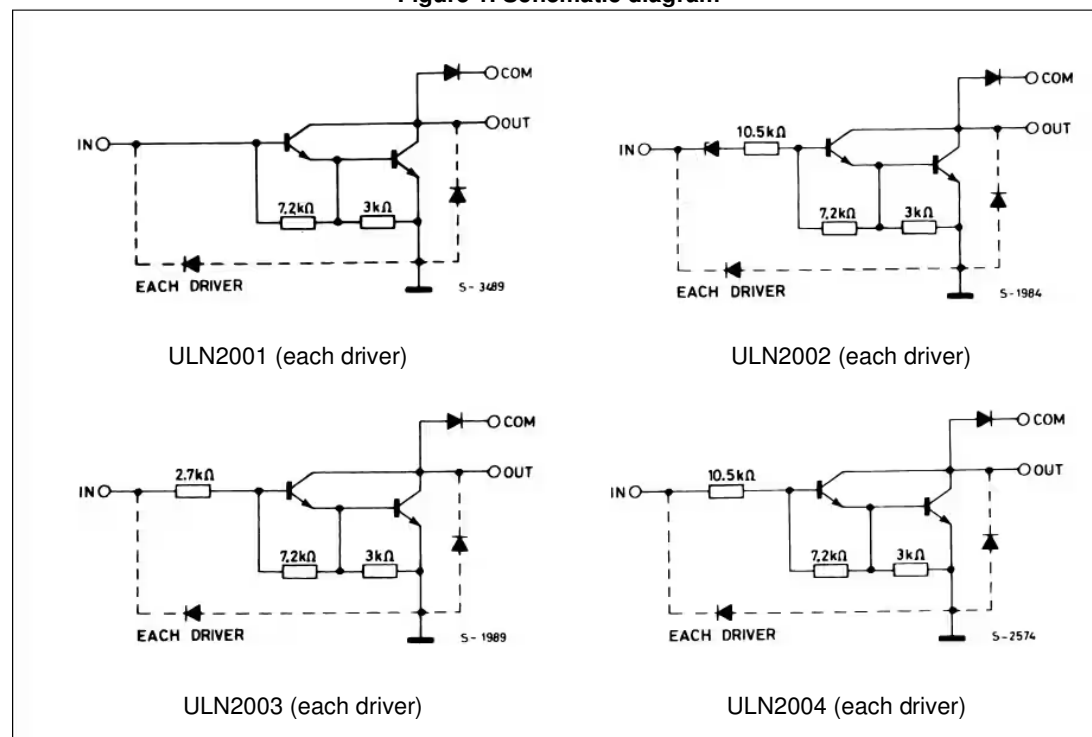 Figure 1. Schematic diagram
COM
OUT
IN
7.2kΩ
3kΩ
EACH DRIVER
S-3489
ULN2001 (each driver)
COM
OUT
IN
10.5kΩ
7.2kΩ
3kΩ
EACH DRIVER
S-1984
ULN2002 (each driver)
COM
OUT
IN
2.7kΩ
7.2kΩ
3kΩ
EACH DRIVER
S-1989
ULN2003 (each driver)
COM
OUT
IN
10.5kΩ
7.2kΩ
3kΩ
EACH DRIVER
S-2574
ULN2004 (each driver)